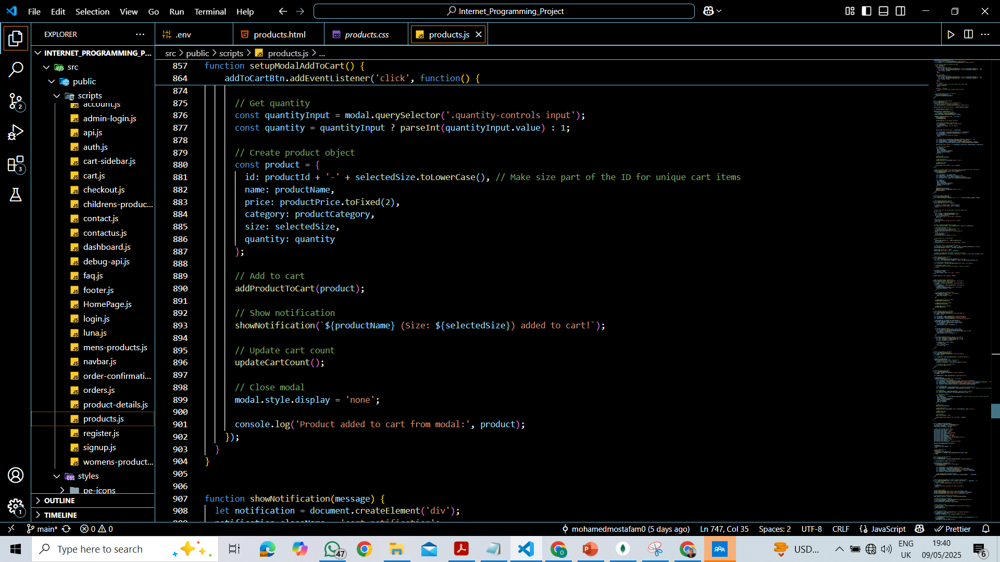 File Edit Selection View Go Run Terminal Help
Internet_Programming_Project
EXPLORER
.env
products.html
products.css
products.js
INTERNET_PROGRAMMING_P...
src
public
scripts
account.js
admin-login.js
api.js
auth.js
cart-sidebar.js
cart.js
checkout.js
childrens-produc...
contact.js
contactus.js
dashboard.js
debug-api.js
faq.js
footer.js
HomePage.js
login.js
luna.js
mens-products.js
navbar.js
order-confirmati...
orders.js
product-details.js
products.js
register.js
signup.js
womens-product...
styles
pe-icons
OUTLINE
TIMELINE
2
3
1
src > public > scripts > JS products.js > ...
857 function setupModalAddToCart() {
864 addToCartBtn.addEventListener('click', function() {
874
875 // Get quantity
876 const quantityInput = modal.querySelector('.quantity-controls input');
877 const quantity = quantityInput ? parseInt(quantityInput.value) : 1;
878
879 // Create product object
880 const product = {
881 id: productId + '-' + selectedSize.toLowerCase(), // Make size part of the ID for unique cart items
882 name: productName,
883 price: productPrice.toFixed(2),
884 category: productCategory,
885 size: selectedSize,
886 quantity: quantity
887 };
888
889 // Add to cart
890 addProductToCart(product);
891
892 // Show notification
893 showNotification(`${productName} (Size: ${selectedSize}) added to cart!`);
894
895 // Update cart count
896 updateCartCount();
897
898 // Close modal
899 modal.style.display = 'none';
900
901 console.log('Product added to cart from modal:', product);
902 });
903 }
904 }
905
906
907 function showNotification(message) {
908 let notification = document.createElement('div');
main* 0 0
mohamedmostafam0 (5 days ago)
Ln 747, Col 35
Spaces: 2
UTF-8
CRLF
JavaScript
Prettier
Type here to search
47
USD...
ENG
UK
19:40
09/05/2025
6